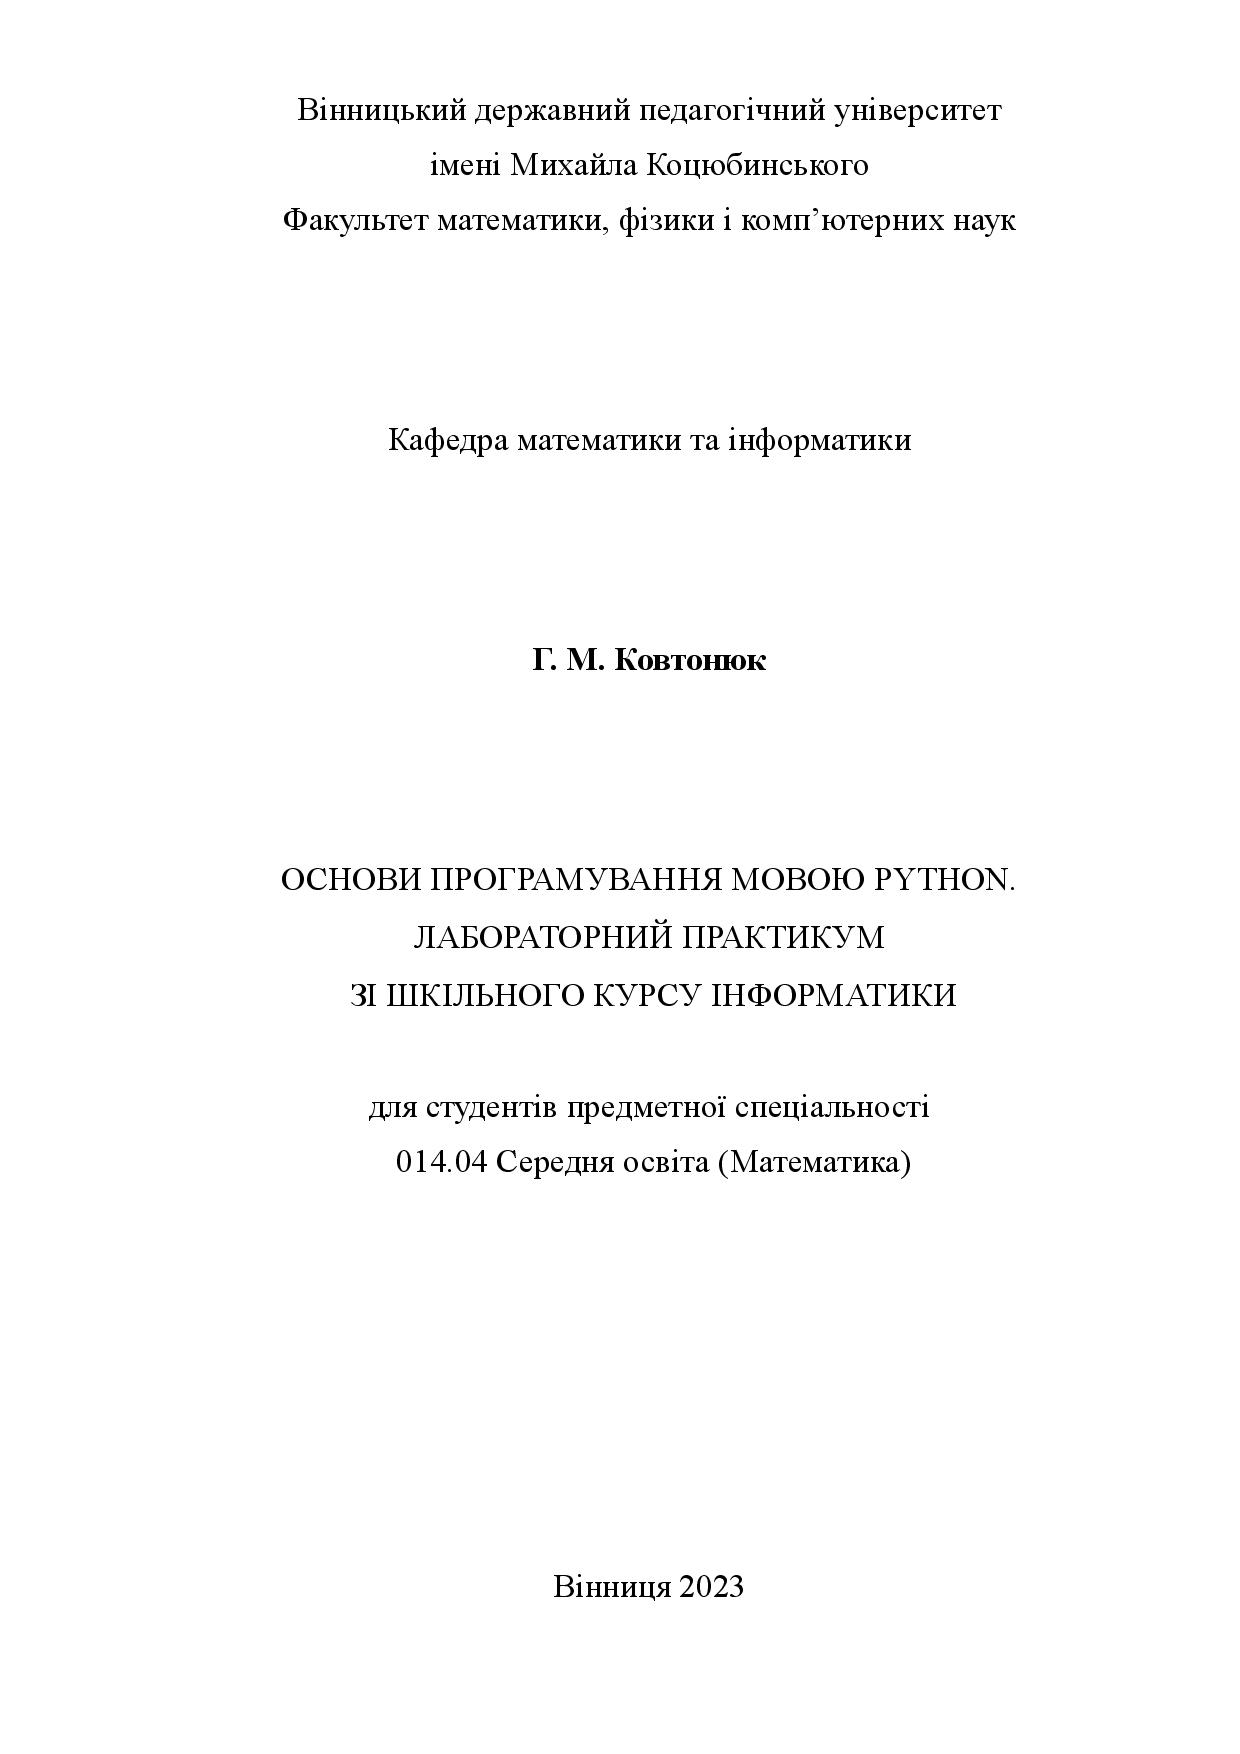 Вінницький державний педагогічний університет
імені Михайла Коцюбинського
Факультет математики, фізики і комп’ютерних наук
Кафедра математики та інформатики
Г. М. Ковтонюк
ОСНОВИ ПРОГРАМУВАННЯ МОВОЮ PYTHON.
ЛАБОРАТОРНИЙ ПРАКТИКУМ
ЗІ ШКІЛЬНОГО КУРСУ ІНФОРМАТИКИ
для студентів предметної спеціальності
014.04 Середня освіта (Математика)
Вінниця 2023